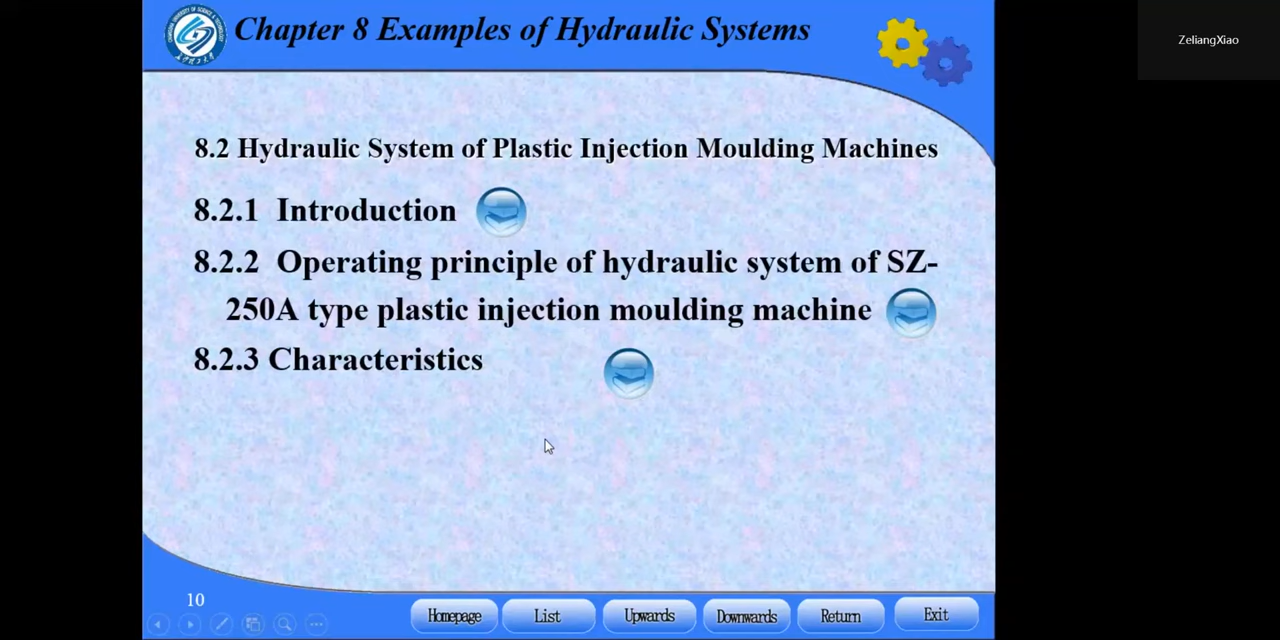 Chapter 8 Examples of Hydraulic Systems
ZeliangXiao
8.2 Hydraulic System of Plastic Injection Moulding Machines
8.2.1 Introduction
8.2.2 Operating principle of hydraulic system of SZ-
250A type plastic injection moulding machine
8.2.3 Characteristics
10
Homepage List Upwards Downwards Return Exit